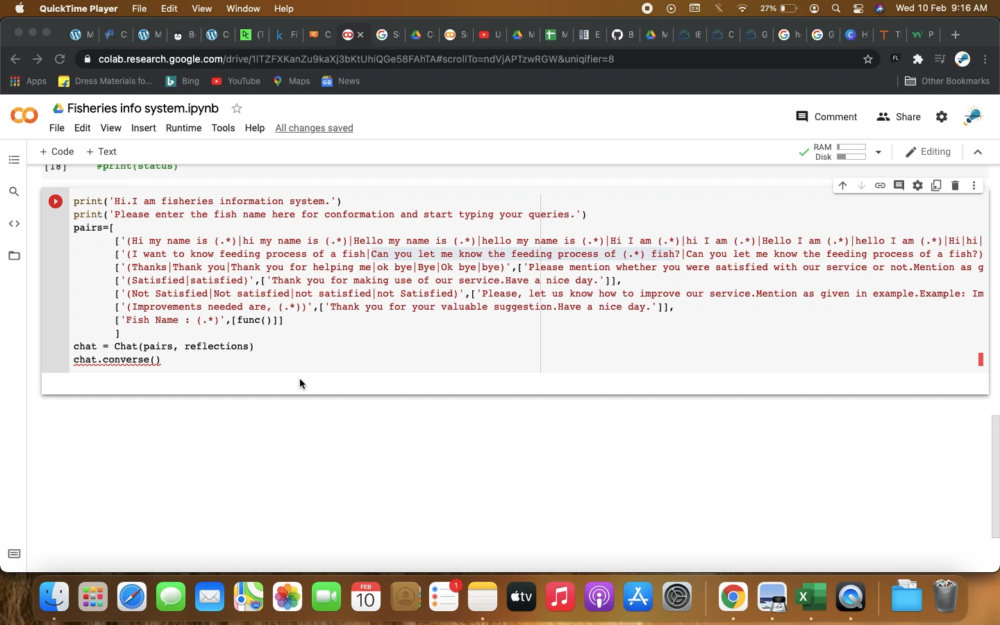 QuickTime Player File Edit View Window Help 27% Wed 10 Feb 9:16 AM
M C M B C (T Fi C S C S U M M E B M IE C G h G H T P
colab.research.google.com/drive/1lTZFXKanZu9kaXj3bKtUhiQGe58FAhTA#scrollTo=ndVjAPTzwRGW&uniqifier=8 FL
Apps Dress Materials fo... Bing YouTube Maps News Other Bookmarks
Fisheries info system.ipynb
Comment Share
File Edit View Insert Runtime Tools Help All changes saved
+ Code + Text RAM Disk Editing
[18] #print(status)
print('Hi.I am fisheries information system.')
print('Please enter the fish name here for conformation and start typing your queries.')
pairs=[
['(Hi my name is (.*)|hi my name is (.*)|Hello my name is (.*)|hello my name is (.*)|Hi I am (.*)|hi I am (.*)|Hello I am (.*)|hello I am (.*)|Hi|hi|
['(I want to know feeding process of a fish|Can you let me know the feeding process of (.*) fish?|Can you let me know the feeding process of a fish?)
['(Thanks|Thank you|Thank you for helping me|ok bye|Bye|Ok bye|bye)',['Please mention whether you were satisfied with our service or not.Mention as g
['(Satisfied|satisfied)',['Thank you for making use of our service.Have a nice day.']],
['(Not Satisfied|Not satisfied|not satisfied|not Satisfied)',['Please, let us know how to improve our service.Mention as given in example.Example: Im
['(Improvements needed are, (.*))',['Thank you for your valuable suggestion.Have a nice day.']],
['Fish Name : (.*)',[func()]]
]
chat = Chat(pairs, reflections)
chat.converse()
FEB
10
1
tv